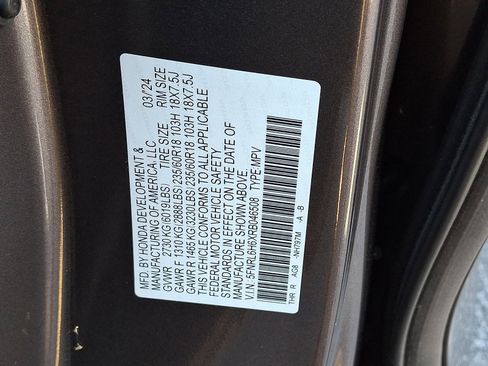 MFD. BY HONDA DEVELOPMENT & 03/24
MANUFACTURING OF AMERICA, LLC
GVWR 2730 KG(6019LBS) TIRE SIZE RIM SIZE
GAWR F 1310 KG(2888LBS)235/60R18 103H 18X7.5J
GAWR R 1465 KG(3230LBS)235/60R18 103H 18X7.5J
THIS VEHICLE CONFORMS TO ALL APPLICABLE
FEDERAL MOTOR VEHICLE SAFETY
STANDARDS IN EFFECT ON THE DATE OF
MANUFACTURE SHOWN ABOVE.
V.I.N. 5FNRL6H6XRB046508 TYPE-MPV
THR R AG8 -NH797M -A -B